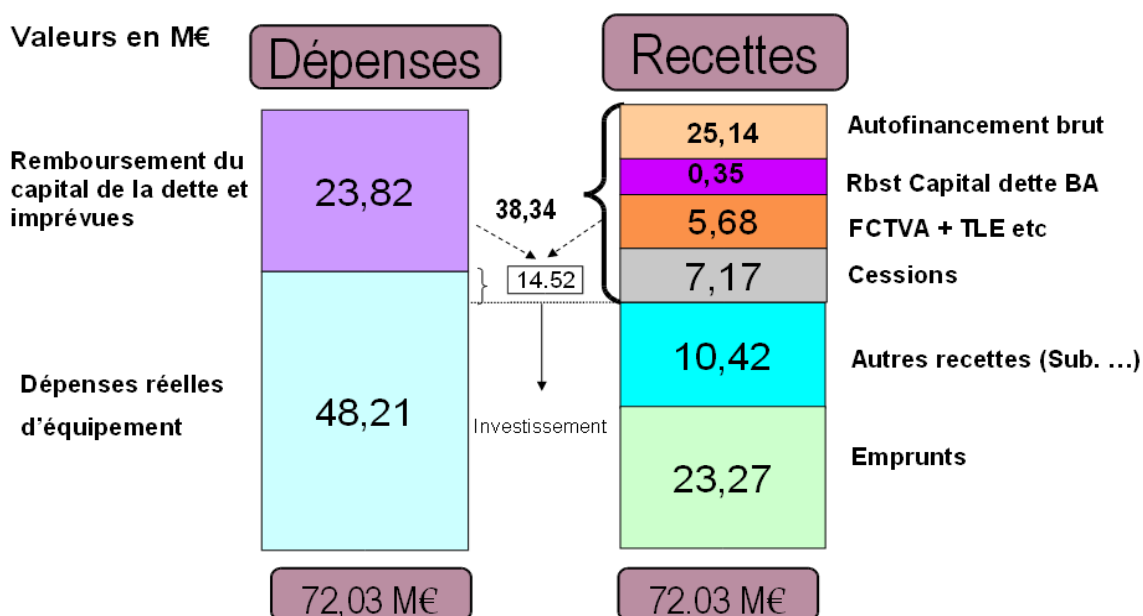 Valeurs en M€
Dépenses
Recettes
Remboursement du
capital de la dette et
imprévues
23,82
38,34
14.52
25,14
Autofinancement brut
0,35
Rbst Capital dette BA
5,68
FCTVA + TLE etc
7,17
Cessions
Dépenses réelles
d'équipement
48,21
Investissement
10,42
Autres recettes (Sub. …)
23,27
Emprunts
72,03 M€
72.03 M€